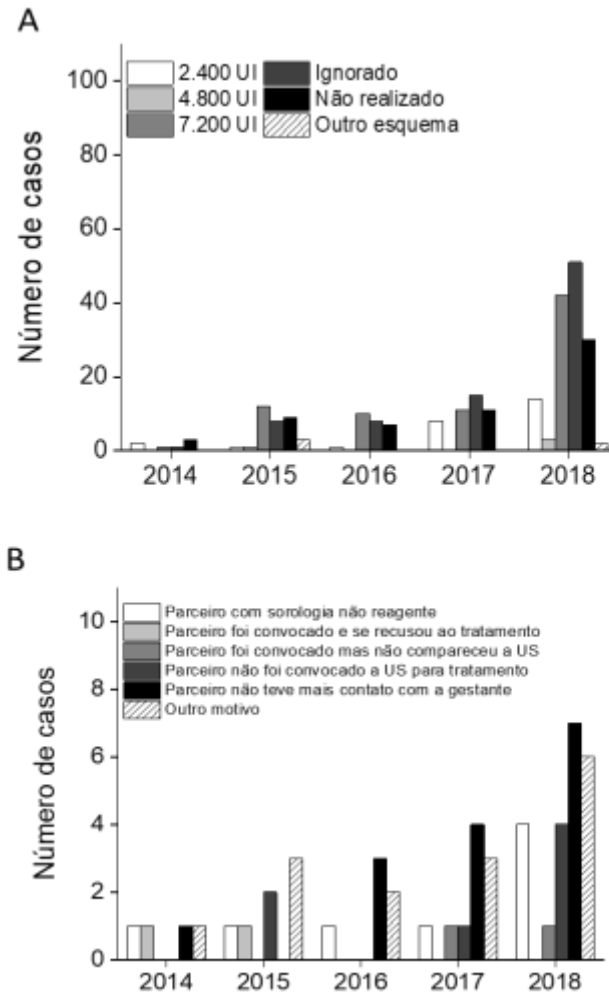 A
2.400 UI Ignorado
4.800 UI Não realizado
7.200 UI Outro esquema
Número de casos
100
80
60
40
20
0
2014 2015 2016 2017 2018
B
Parceiro com sorologia não reagente
Parceiro foi convocado e se recusou ao tratamento
Parceiro foi convocado mas não compareceu a US
Parceiro não foi convocado a US para tratamento
Parceiro não teve mais contato com a gestante
Outro motivo
Número de casos
10
8
6
4
2
0
2014 2015 2016 2017 2018